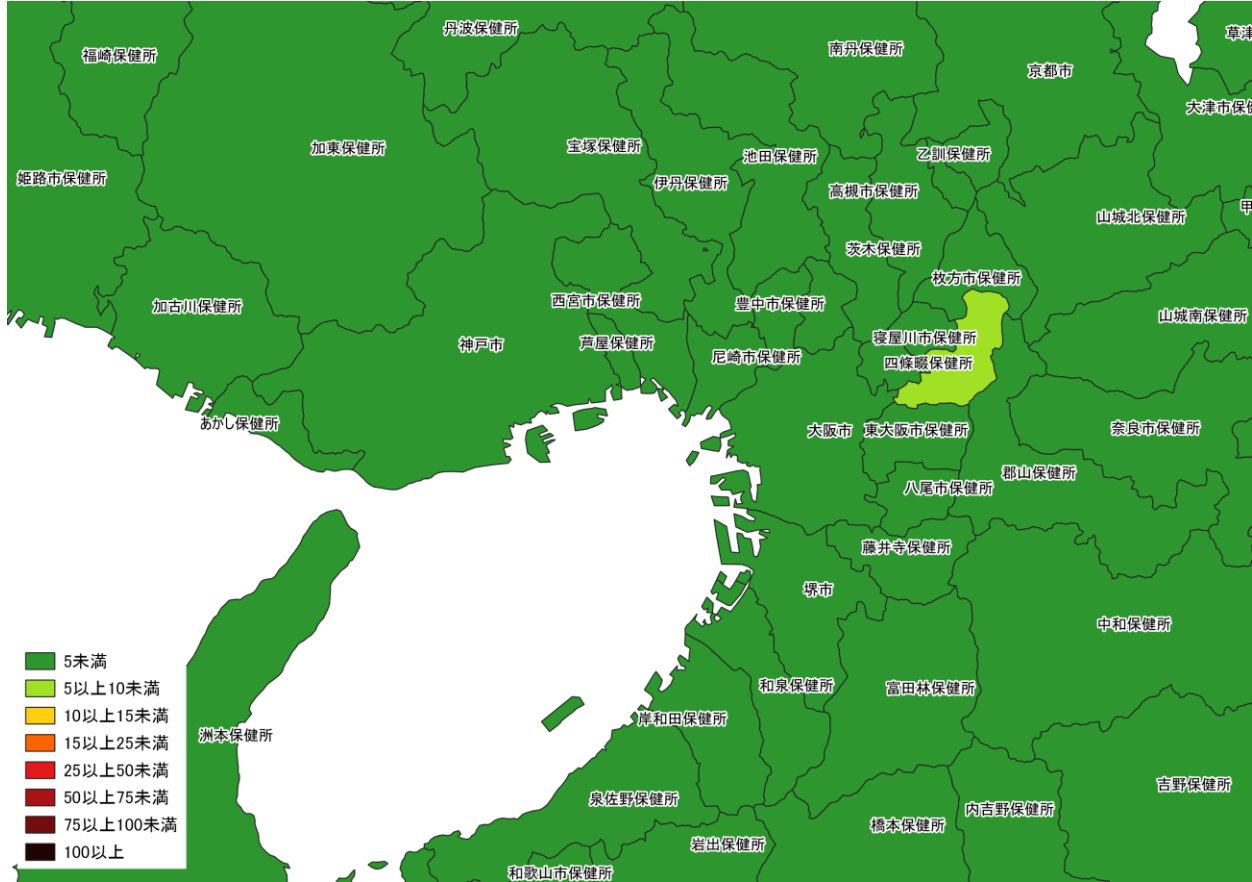 丹波保健所
福崎保健所
南丹保健所
京都市
草津
大津市保健
加東保健所
宝塚保健所
池田保健所
乙訓保健所
姫路市保健所
伊丹保健所
高槻市保健所
山城北保健所
甲
茨木保健所
枚方市保健所
加古川保健所
西宮市保健所
豊中市保健所
山城南保健所
神戸市
芦屋保健所
尼崎市保健所
寝屋川市保健所
四條畷保健所
あかし保健所
大阪市
東大阪市保健所
奈良市保健所
郡山保健所
八尾市保健所
藤井寺保健所
堺市
中和保健所
和泉保健所
富田林保健所
岸和田保健所
洲本保健所
泉佐野保健所
吉野保健所
内吉野保健所
橋本保健所
岩出保健所
和歌山市保健所
5未満
5以上10未満
10以上15未満
15以上25未満
25以上50未満
50以上75未満
75以上100未満
100以上